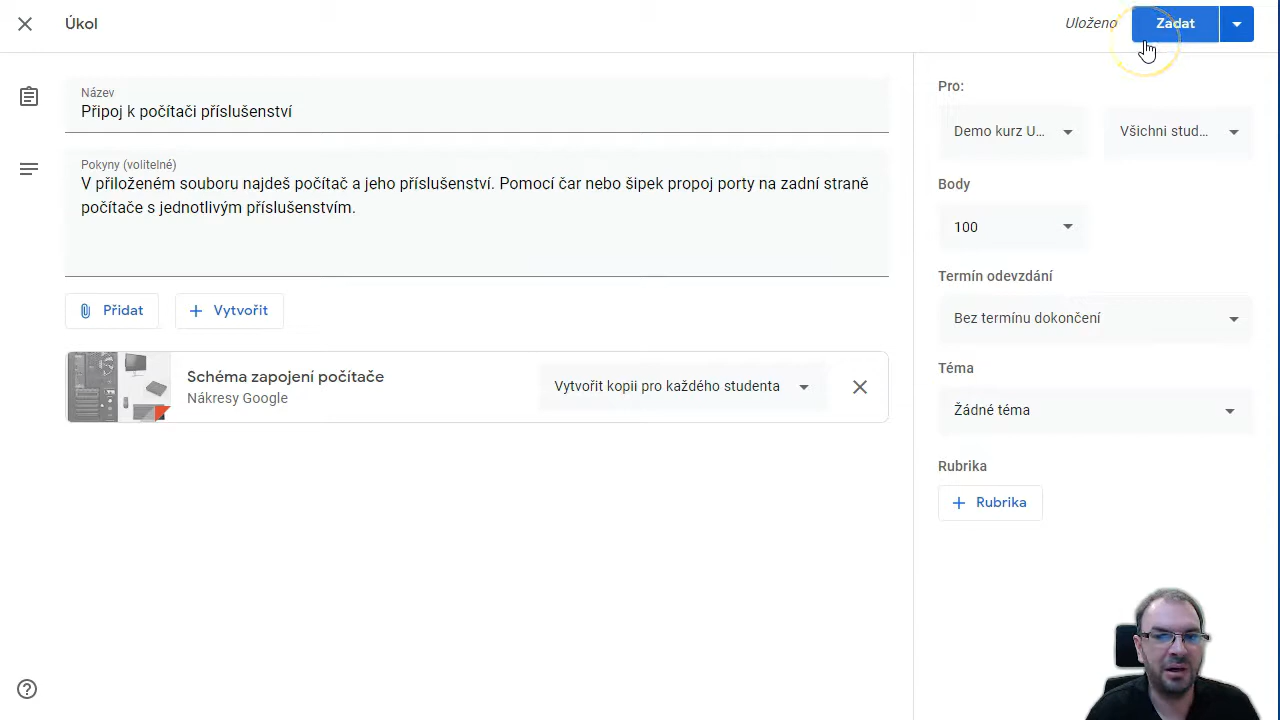 Úkol
Uloženo
Zadat
Název
Připoj k počítači příslušenství
Pokyny (volitelné)
V přiloženém souboru najdeš počítač a jeho příslušenství. Pomocí čar nebo šipek propoj porty na zadní straně
počítače s jednotlivým příslušenstvím.
Přidat
Vytvořit
Schéma zapojení počítače
Nákresy Google
Vytvořit kopii pro každého studenta
Pro:
Demo kurz U...
Všichni stud...
Body
100
Termín odevzdání
Bez termínu dokončení
Téma
Žádné téma
Rubrika
Rubrika